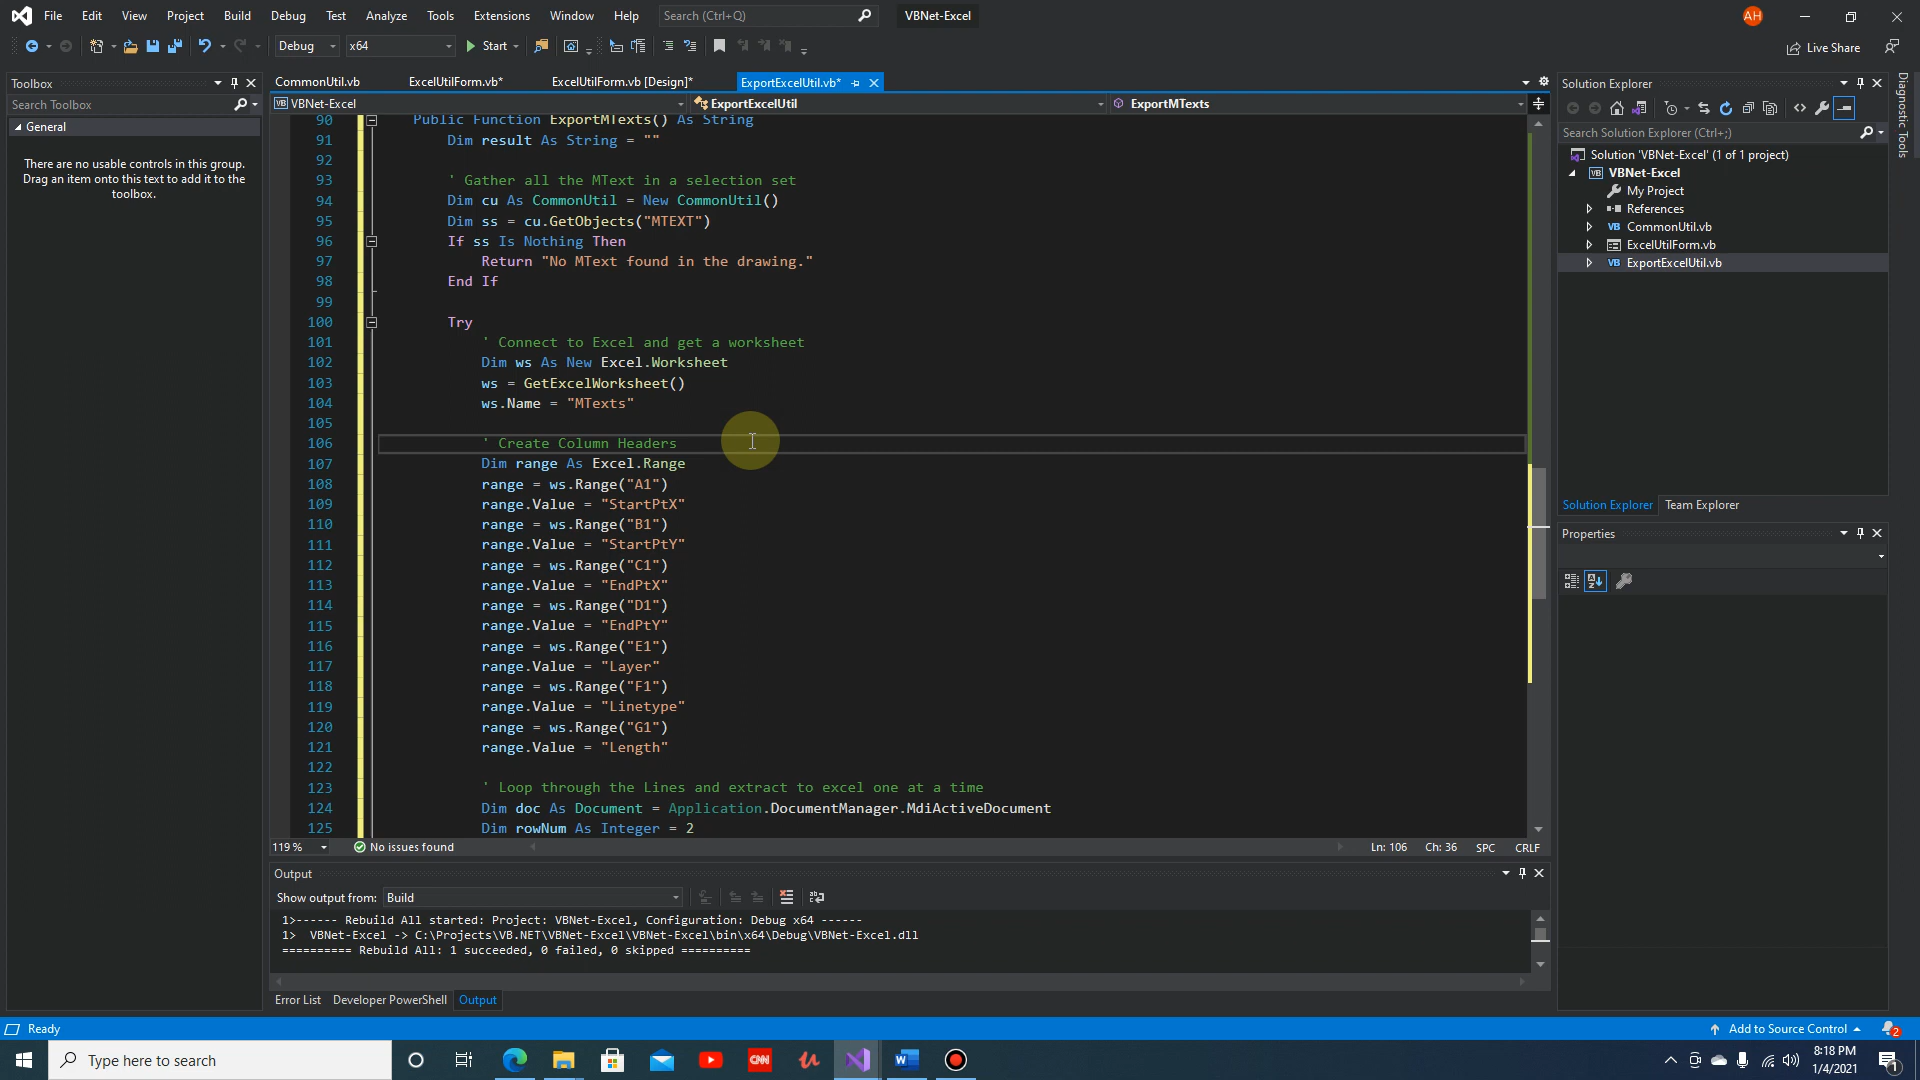 File Edit View Project Build Debug Test Analyze Tools Extensions Window Help Search (Ctrl+Q) VBNet-Excel AH
Debug x64 Start Live Share
Toolbox
Search Toolbox
General
There are no usable controls in this group.
Drag an item onto this text to add it to the
toolbox.
CommonUtil.vb ExcelUtilForm.vb* ExcelUtilForm.vb [Design]* ExportExcelUtil.vb*
VBNet-Excel ExportExcelUtil ExportMTexts
90 Public Function ExportMTexts() As String
91 Dim result As String = ""
92
93 ' Gather all the MText in a selection set
94 Dim cu As CommonUtil = New CommonUtil()
95 Dim ss = cu.GetObjects("MTEXT")
96 If ss Is Nothing Then
97 Return "No MText found in the drawing."
98 End If
99
100 Try
101 ' Connect to Excel and get a worksheet
102 Dim ws As New Excel.Worksheet
103 ws = GetExcelWorksheet()
104 ws.Name = "MTexts"
105
106 ' Create Column Headers
107 Dim range As Excel.Range
108 range = ws.Range("A1")
109 range.Value = "StartPtX"
110 range = ws.Range("B1")
111 range.Value = "StartPtY"
112 range = ws.Range("C1")
113 range.Value = "EndPtX"
114 range = ws.Range("D1")
115 range.Value = "EndPtY"
116 range = ws.Range("E1")
117 range.Value = "Layer"
118 range = ws.Range("F1")
119 range.Value = "Linetype"
120 range = ws.Range("G1")
121 range.Value = "Length"
122
123 ' Loop through the Lines and extract to excel one at a time
124 Dim doc As Document = Application.DocumentManager.MdiActiveDocument
125 Dim rowNum As Integer = 2
119 % No issues found Ln: 106 Ch: 36 SPC CRLF
Output
Show output from: Build
1>------ Rebuild All started: Project: VBNet-Excel, Configuration: Debug x64 ------
1> VBNet-Excel -> C:\Projects\VB.NET\VBNet-Excel\VBNet-Excel\bin\x64\Debug\VBNet-Excel.dll
========== Rebuild All: 1 succeeded, 0 failed, 0 skipped ==========
Error List Developer PowerShell Output
Solution Explorer
Search Solution Explorer (Ctrl+;)
Solution 'VBNet-Excel' (1 of 1 project)
VB VBNet-Excel
My Project
References
VB CommonUtil.vb
ExcelUtilForm.vb
VB ExportExcelUtil.vb
Solution Explorer Team Explorer
Properties
Diagnostic Tools
Ready Add to Source Control 2
Type here to search
CNN
8:18 PM
1/4/2021
1